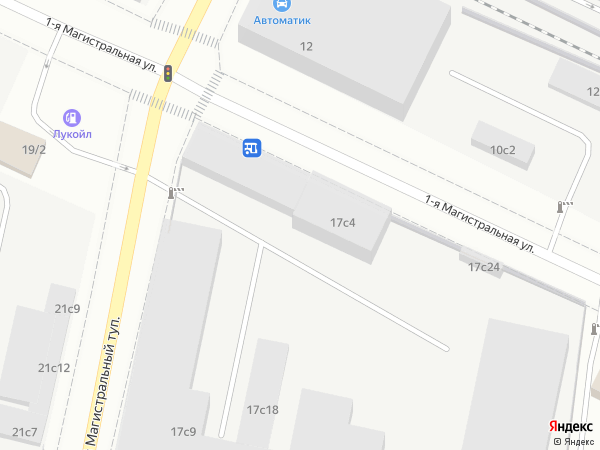 Автоматик
1-я Магистральная ул.
12
12
Лукойл
19/2
10с2
1-я Магистральная ул.
17с4
17с24
21с9
Магистральный туп.
21с12
17с18
21с7
17с9
Яндекс
© Яндекс